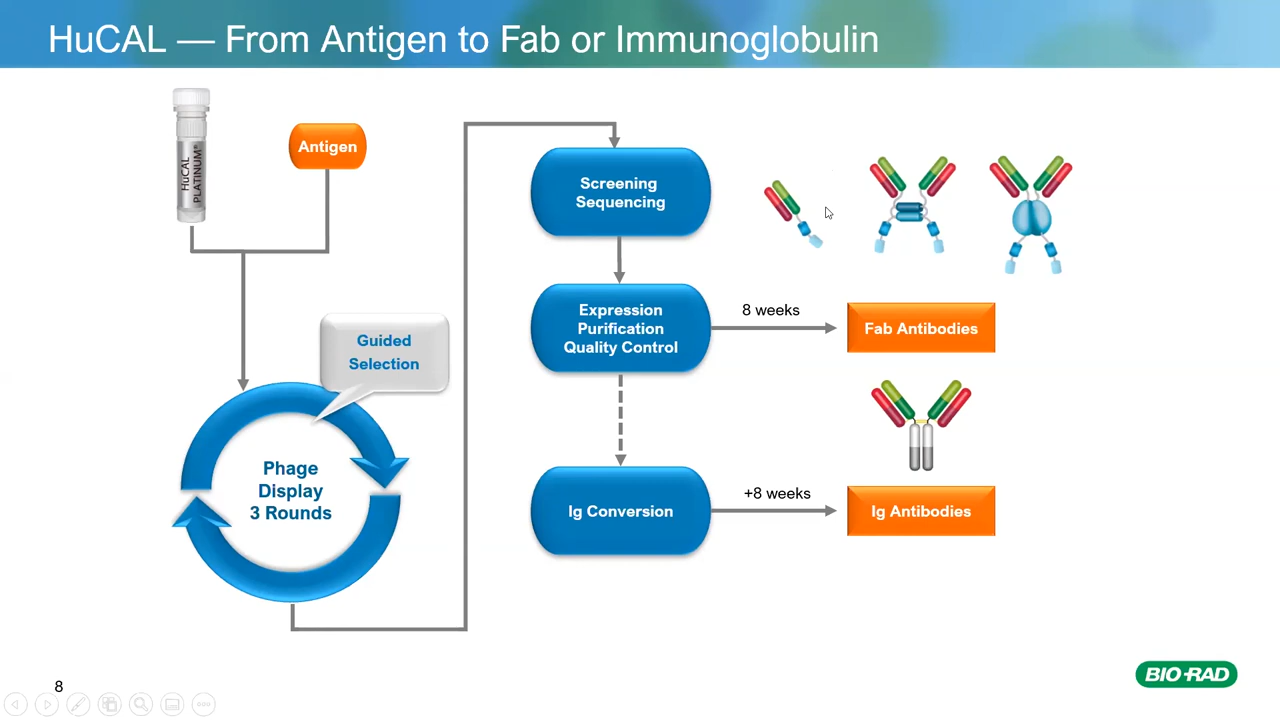 HuCAL — From Antigen to Fab or Immunoglobulin
HuCAL
PLATINUM®
Antigen
Guided
Selection
Phage
Display
3 Rounds
Screening
Sequencing
Expression
Purification
Quality Control
8 weeks
Fab Antibodies
Ig Conversion
+8 weeks
Ig Antibodies
8
BIO-RAD